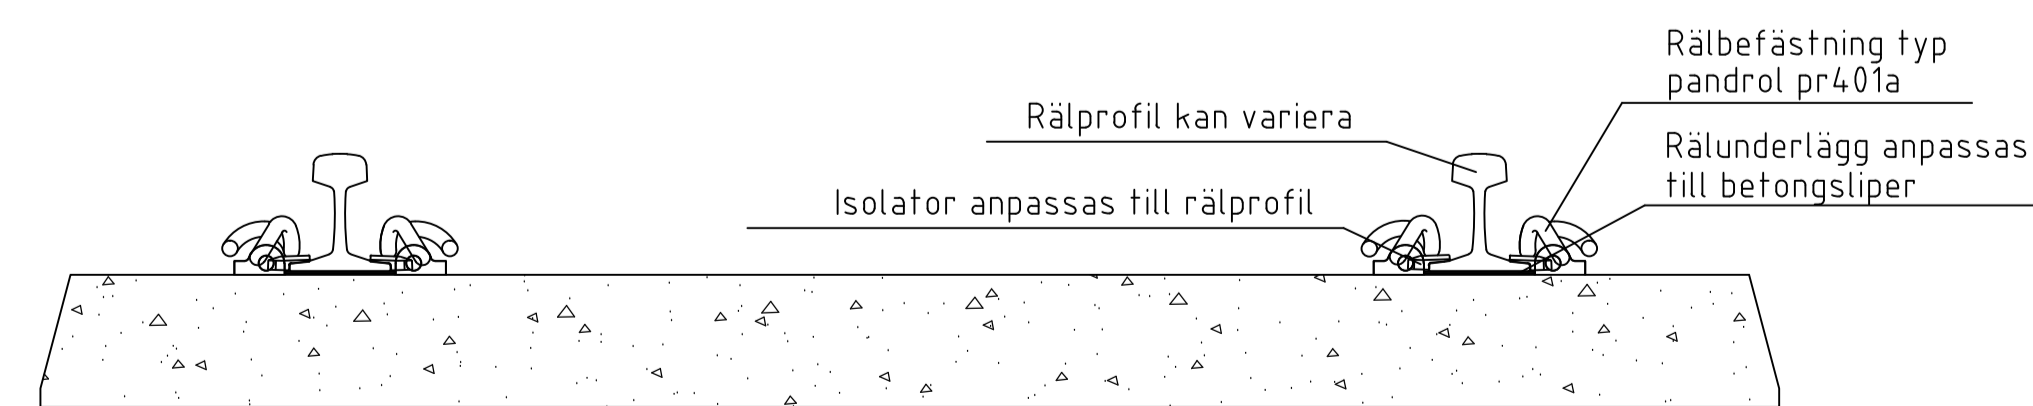 Rälbefästning typ
pandrol pr401a
Rälprofil kan variera
Rälunderlägg anpassas
till betongsliper
Isolator anpassas till rälprofil